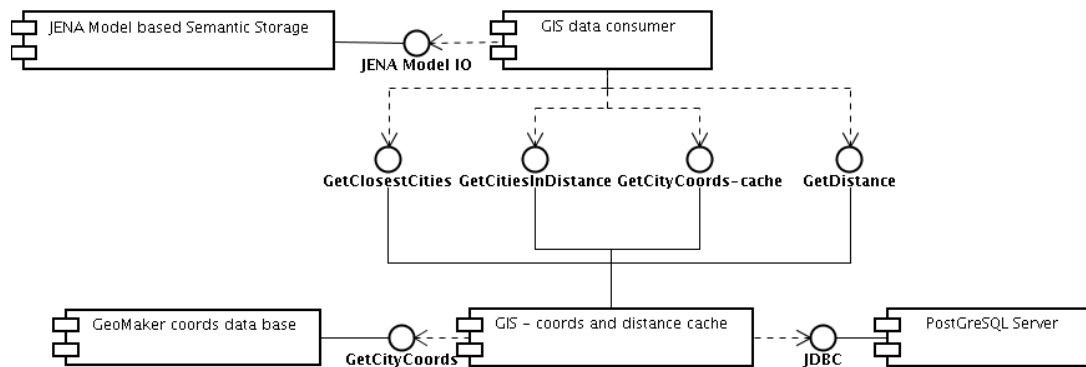 JENA Model based Semantic Storage
GIS data consumer
JENA Model IO
GetClosestCities
GetCitiesInDistance
GetCityCoords-cache
GetDistance
GeoMaker coords data base
GIS - coords and distance cache
PostGreSQL Server
GetCityCoords
JDBC